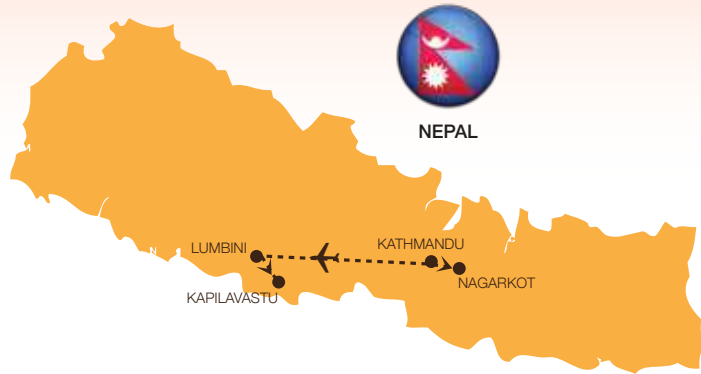 NEPAL
LUMBINI
KATHMANDU
NAGARKOT
KAPILAVASTU